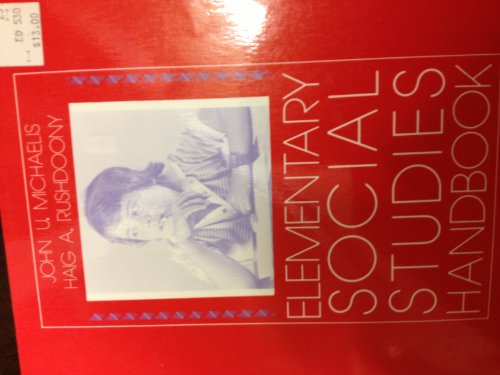 ED 530
$13.00
JOHN U. MICHAELIS
HAIG A. RUSHDOONY
ELEMENTARY
SOCIAL
STUDIES
HANDBOOK